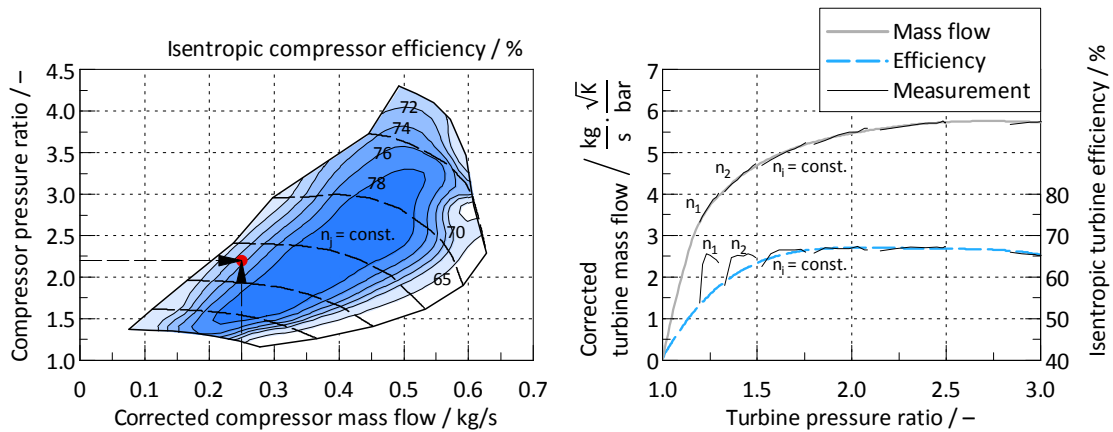 Isentropic compressor efficiency / %
Compressor pressure ratio / –
4.5
4.0
3.5
3.0
2.5
2.0
1.5
1.0
72
74
76
78
70
65
nⱼ = const.
0 0.1 0.2 0.3 0.4 0.5 0.6 0.7
Corrected compressor mass flow / kg/s
Mass flow
Efficiency
Measurement
Corrected
turbine mass flow / kg/s · √K/bar
7
6
5
4
3
2
1
0
n₁
n₂
nⱼ = const.
n₁
n₂
nⱼ = const.
80
70
60
50
40
Isentropic turbine efficiency / %
1.0 1.5 2.0 2.5 3.0
Turbine pressure ratio / –